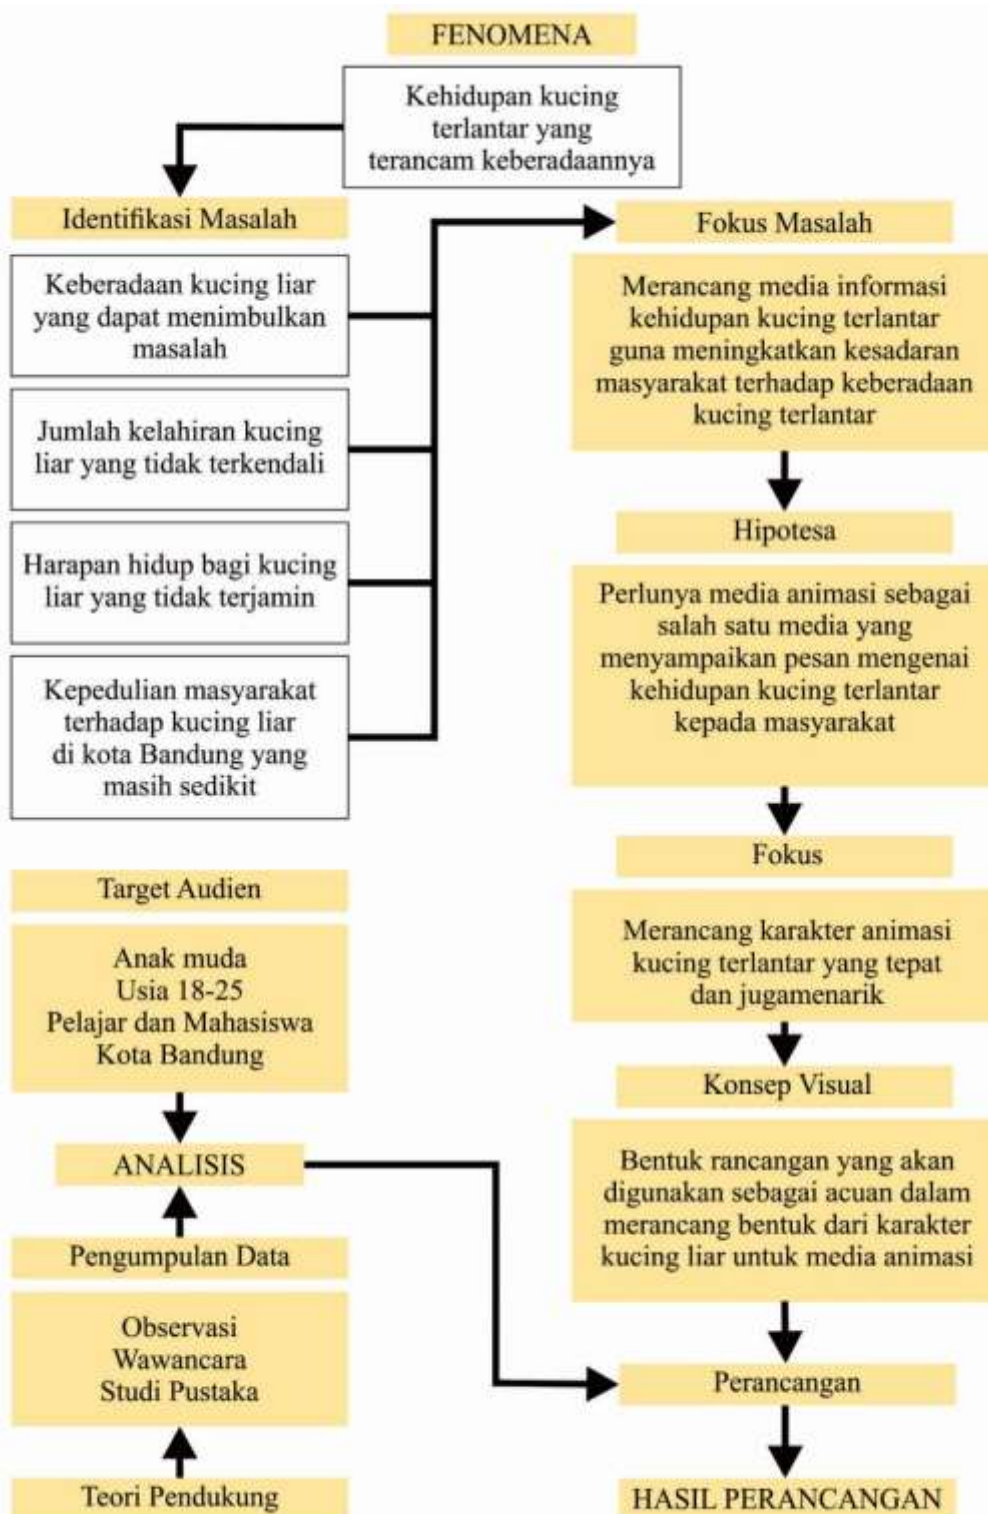 FENOMENA
Kehidupan kucing
terlantar yang
terancam keberadaannya
Identifikasi Masalah
Keberadaan kucing liar
yang dapat menimbulkan
masalah
Jumlah kelahiran kucing
liar yang tidak terkendali
Harapan hidup bagi kucing
liar yang tidak terjamin
Kepedulian masyarakat
terhadap kucing liar
di kota Bandung yang
masih sedikit
Target Audien
Anak muda
Usia 18-25
Pelajar dan Mahasiswa
Kota Bandung
ANALISIS
Pengumpulan Data
Observasi
Wawancara
Studi Pustaka
Teori Pendukung
Fokus Masalah
Merancang media informasi
kehidupan kucing terlantar
guna meningkatkan kesadaran
masyarakat terhadap keberadaan
kucing terlantar
Hipotesa
Perlunya media animasi sebagai
salah satu media yang
menyampaikan pesan mengenai
kehidupan kucing terlantar
kepada masyarakat
Fokus
Merancang karakter animasi
kucing terlantar yang tepat
dan jugamenarik
Konsep Visual
Bentuk rancangan yang akan
digunakan sebagai acuan dalam
merancang bentuk dari karakter
kucing liar untuk media animasi
Perancangan
HASIL PERANCANGAN